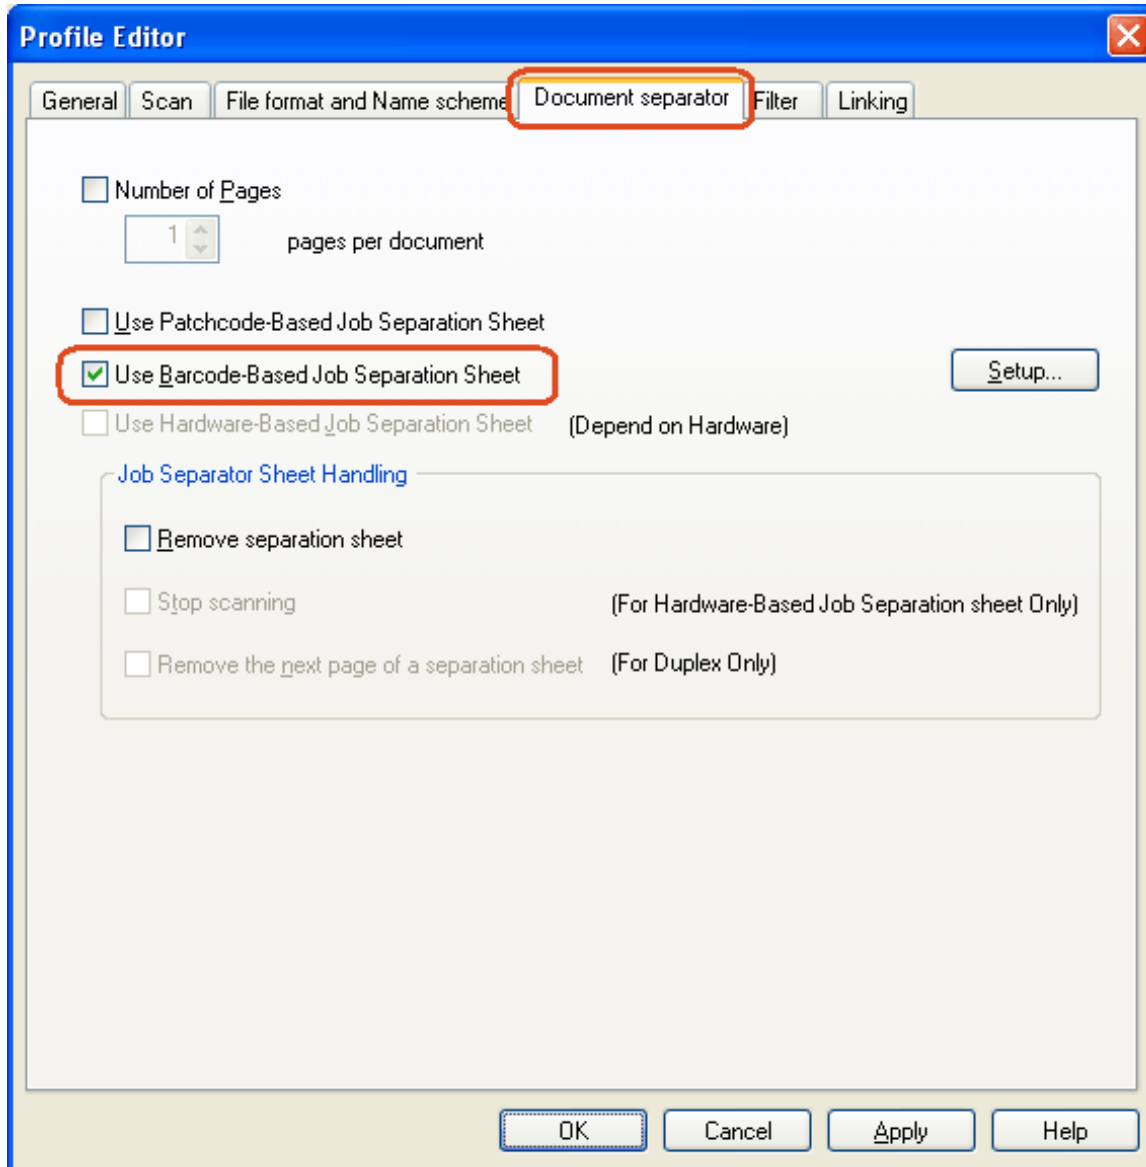 Profile Editor
General Scan File format and Name scheme Document separator Filter Linking
Number of Pages
1 pages per document
Use Patchcode-Based Job Separation Sheet
Use Barcode-Based Job Separation Sheet Setup...
Use Hardware-Based Job Separation Sheet (Depend on Hardware)
Job Separator Sheet Handling
Remove separation sheet
Stop scanning (For Hardware-Based Job Separation sheet Only)
Remove the next page of a separation sheet (For Duplex Only)
OK Cancel Apply Help